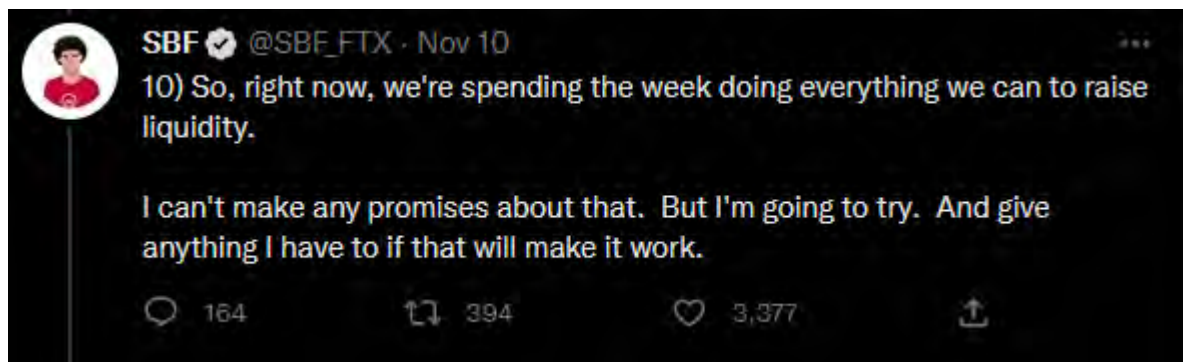 SBF @SBF_FTX · Nov 10
10) So, right now, we're spending the week doing everything we can to raise
liquidity.
I can't make any promises about that.  But I'm going to try.  And give
anything I have to if that will make it work.
164 394 3,377